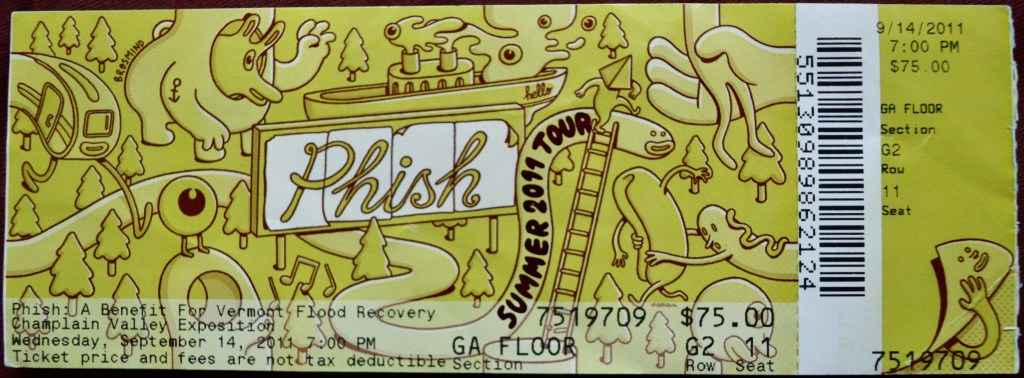 BROSMIND
hello
Phish
SUMMER 2011 TOUR
Phish: A Benefit For Vermont Flood Recovery
Champlain Valley Exposition
Wednesday, September 14, 2011 7:00 PM
Ticket price and fees are not tax deductible
7519709 $75.00
GA FLOOR G2 11
Section Row Seat
55130989862124
9/14/2011
7:00 PM
$75.00
GA FLOOR
Section
G2
Row
11
Seat
7519709